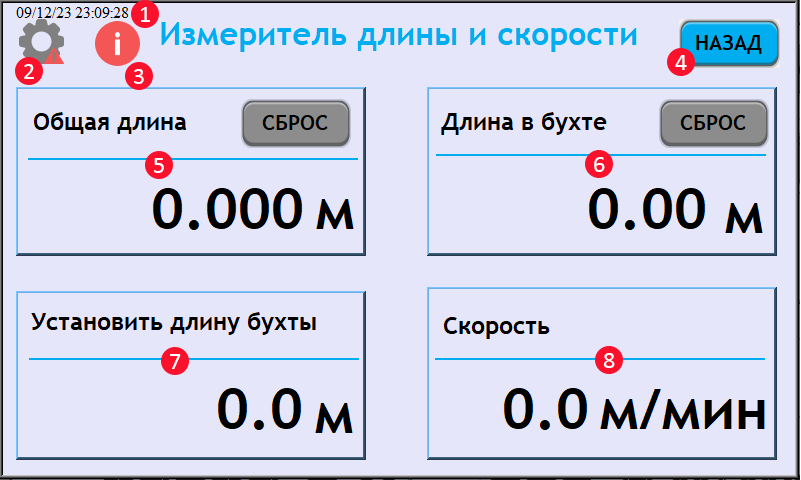 09/12/23 23:09:28 1
i Измеритель длины и скорости НАЗАД
2 3 4
Общая длина СБРОС
5
0.000 м
Длина в бухте СБРОС
6
0.00 м
Установить длину бухты
7
0.0 м
Скорость
8
0.0 м/мин